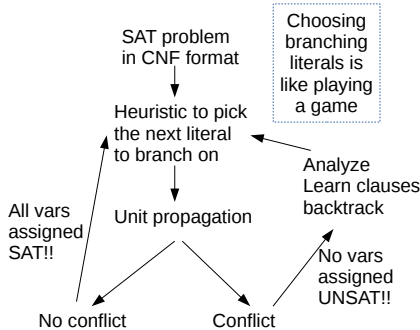 SAT problem
in CNF format
Choosing
branching
literals is
like playing
a game
Heuristic to pick
the next literal
to branch on
Analyze
Learn clauses
backtrack
All vars
assigned
SAT!!
Unit propagation
No vars
assigned
UNSAT!!
No conflict
Conflict